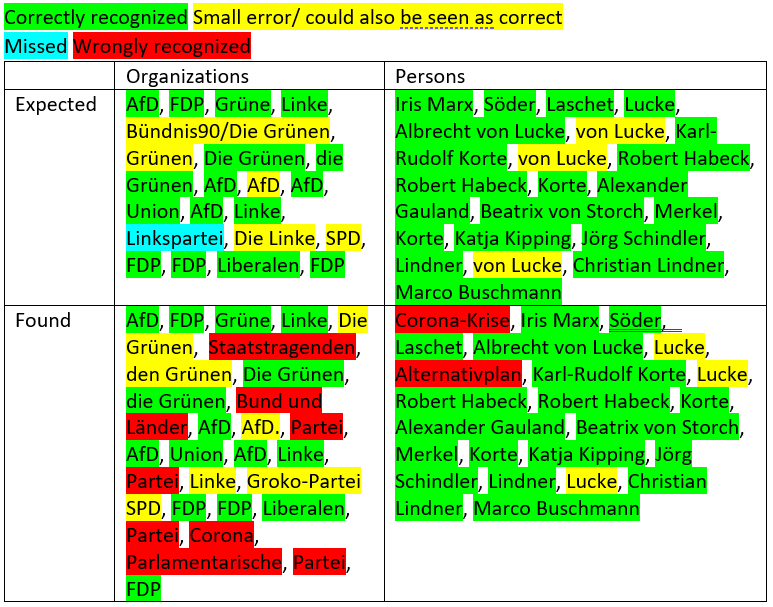 Correctly recognized Small error/ could also be seen as correct
Missed Wrongly recognized
Organizations
Persons
Expected
AfD, FDP, Grüne, Linke,
Bündnis90/Die Grünen,
Grünen, Die Grünen, die
Grünen, AfD, AfD, AfD,
Union, AfD, Linke,
Linkspartei, Die Linke, SPD,
FDP, FDP, Liberalen, FDP
Iris Marx, Söder, Laschet, Lucke,
Albrecht von Lucke, von Lucke, Karl-
Rudolf Korte, von Lucke, Robert Habeck,
Robert Habeck, Korte, Alexander
Gauland, Beatrix von Storch, Merkel,
Korte, Katja Kipping, Jörg Schindler,
Lindner, von Lucke, Christian Lindner,
Marco Buschmann
Found
AfD, FDP, Grüne, Linke, Die
Grünen, Staatstragenden,
den Grünen, Die Grünen,
die Grünen, Bund und
Länder, AfD, AfD., Partei,
AfD, Union, AfD, Linke,
Partei, Linke, Groko-Partei
SPD, FDP, FDP, Liberalen,
Partei, Corona,
Parlamentarische, Partei,
FDP
Corona-Krise, Iris Marx, Söder,
Laschet, Albrecht von Lucke, Lucke,
Alternativplan, Karl-Rudolf Korte, Lucke,
Robert Habeck, Robert Habeck, Korte,
Alexander Gauland, Beatrix von Storch,
Merkel, Korte, Katja Kipping, Jörg
Schindler, Lindner, Lucke, Christian
Lindner, Marco Buschmann